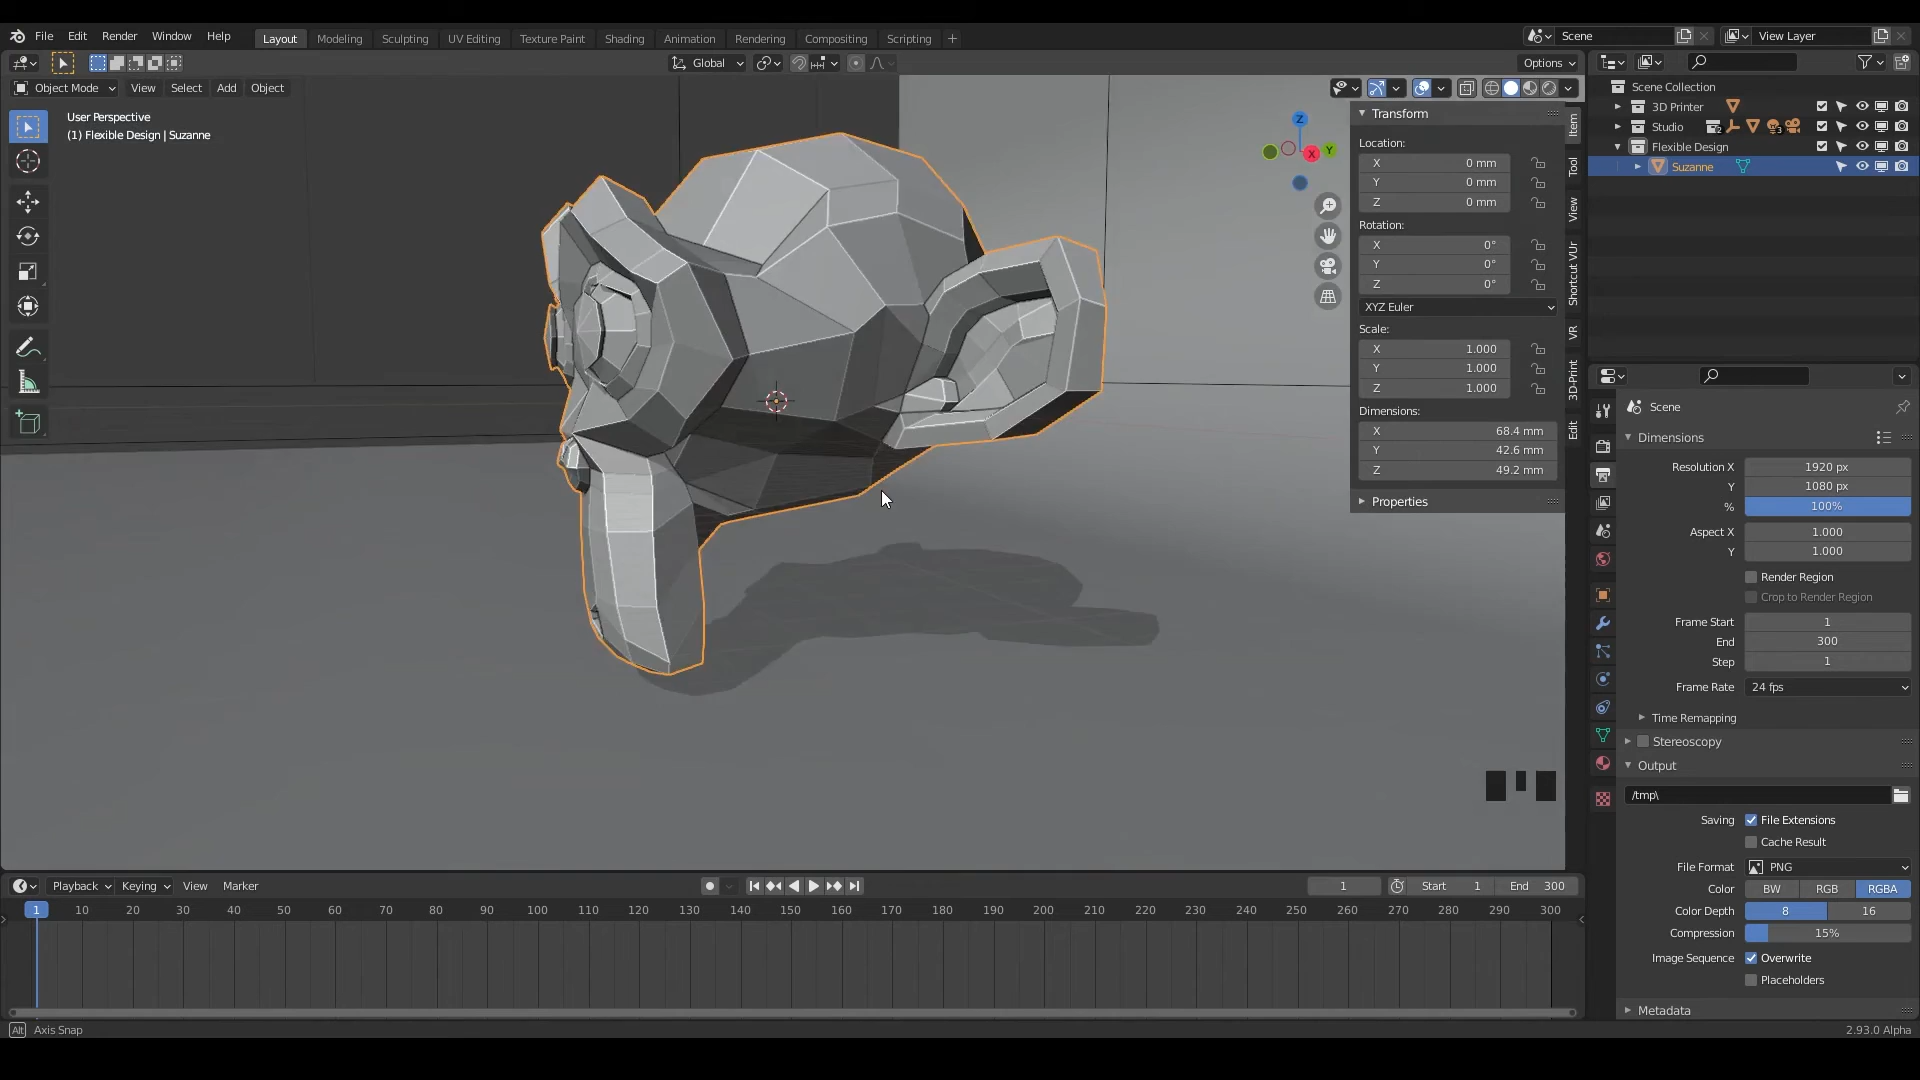 File Edit Render Window Help
Layout Modeling Sculpting UV Editing Texture Paint Shading Animation Rendering Compositing Scripting +
Scene
View Layer
Global
Options
Object Mode View Select Add Object
User Perspective
(1) Flexible Design | Suzanne
Z
X
Y
Transform
Location:
X 0 mm
Y 0 mm
Z 0 mm
Rotation:
X 0°
Y 0°
Z 0°
XYZ Euler
Scale:
X 1.000
Y 1.000
Z 1.000
Dimensions:
X 68.4 mm
Y 42.6 mm
Z 49.2 mm
Properties
Item
Tool
View
Shortcut VUr
VR
3D-Print
Edit
Scene Collection
3D Printer
Studio 2 3
Flexible Design
Suzanne
Scene
Dimensions
Resolution X 1920 px
Y 1080 px
% 100%
Aspect X 1.000
Y 1.000
Render Region
Crop to Render Region
Frame Start 1
End 300
Step 1
Frame Rate 24 fps
Time Remapping
Stereoscopy
Output
/tmp\
Saving File Extensions
Cache Result
File Format PNG
Color BW RGB RGBA
Color Depth 8 16
Compression 15%
Image Sequence Overwrite
Placeholders
Metadata
Playback Keying View Marker
1 Start 1 End 300
1 10 20 30 40 50 60 70 80 90 100 110 120 130 140 150 160 170 180 190 200 210 220 230 240 250 260 270 280 290 300
Alt Axis Snap
2.93.0 Alpha